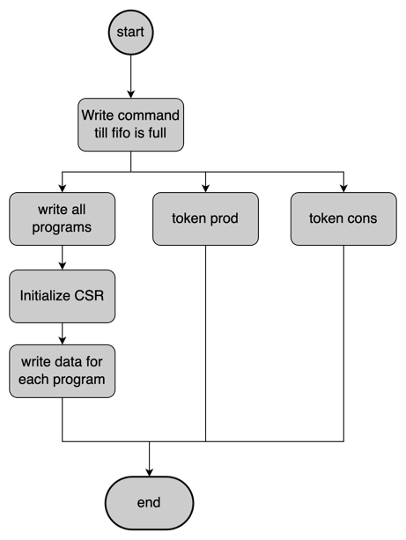 start
Write command
till fifo is full
write all
programs
token prod
token cons
Initialize CSR
write data for
each program
end